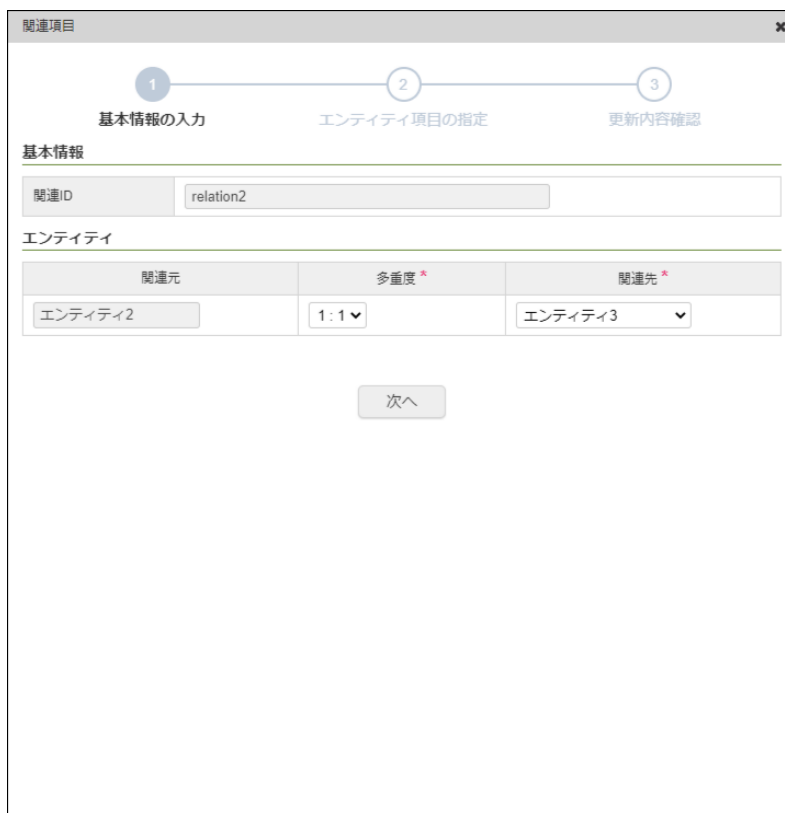 関連項目 ✖
1 2 3
基本情報の入力 エンティティ項目の指定 更新内容確認
基本情報
関連ID relation2
エンティティ
関連元 多重度 * 関連先 *
エンティティ2 1 : 1 エンティティ3
次へ